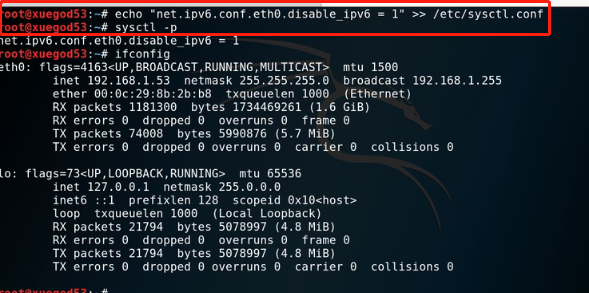 root@xuegod53:~# echo "net.ipv6.conf.eth0.disable_ipv6 = 1" >> /etc/sysctl.conf
root@xuegod53:~# sysctl -p
net.ipv6.conf.eth0.disable_ipv6 = 1
root@xuegod53:~# ifconfig
eth0: flags=4163<UP,BROADCAST,RUNNING,MULTICAST>  mtu 1500
        inet 192.168.1.53  netmask 255.255.255.0  broadcast 192.168.1.255
        ether 00:0c:29:8b:2b:b8  txqueuelen 1000  (Ethernet)
        RX packets 1181300  bytes 1734469261 (1.6 GiB)
        RX errors 0  dropped 0  overruns 0  frame 0
        TX packets 74008  bytes 5990876 (5.7 MiB)
        TX errors 0  dropped 0 overruns 0  carrier 0  collisions 0

lo: flags=73<UP,LOOPBACK,RUNNING>  mtu 65536
        inet 127.0.0.1  netmask 255.0.0.0
        inet6 ::1  prefixlen 128  scopeid 0x10<host>
        loop  txqueuelen 1000  (Local Loopback)
        RX packets 21794  bytes 5078997 (4.8 MiB)
        RX errors 0  dropped 0  overruns 0  frame 0
        TX packets 21794  bytes 5078997 (4.8 MiB)
        TX errors 0  dropped 0 overruns 0  carrier 0  collisions 0

root@xuegod53:~#